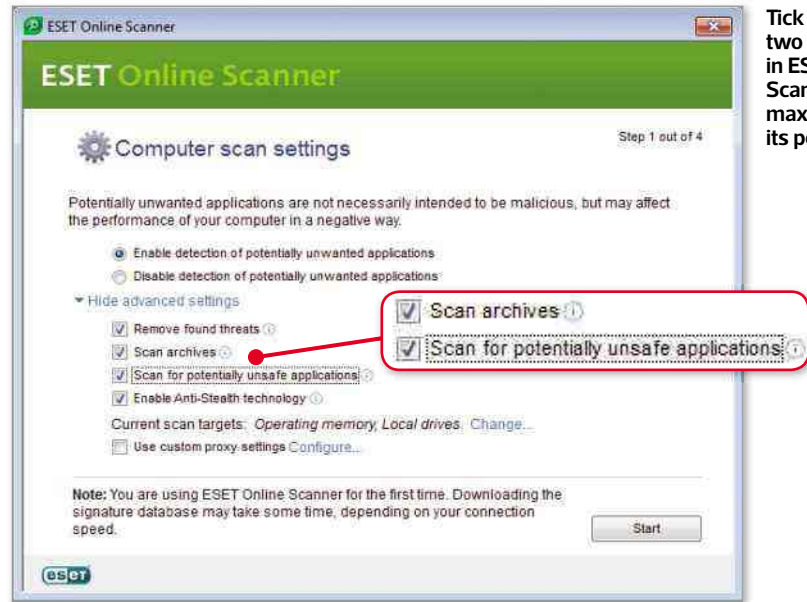 ESET Online Scanner
ESET Online Scanner
Computer scan settings
Step 1 out of 4
Potentially unwanted applications are not necessarily intended to be malicious, but may affect
the performance of your computer in a negative way.
Enable detection of potentially unwanted applications
Disable detection of potentially unwanted applications
Hide advanced settings
Remove found threats
Scan archives
Scan for potentially unsafe applications
Enable Anti-Stealth technology
Current scan targets: Operating memory, Local drives Change...
Use custom proxy settings Configure...
Scan archives
Scan for potentially unsafe applications
Note: You are using ESET Online Scanner for the first time. Downloading the
signature database may take some time, depending on your connection
speed.
Start
eset
Tick
two
in